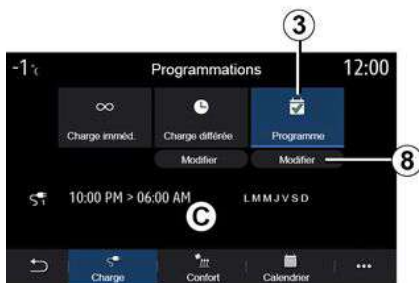 3
-1°c Programmations 12:00
∞
Charge imméd. Charge différée Programme
Modifier Modifier 8
10:00 PM > 06:00 AM LMMJVSD
C
Charge Confort Calendrier ...